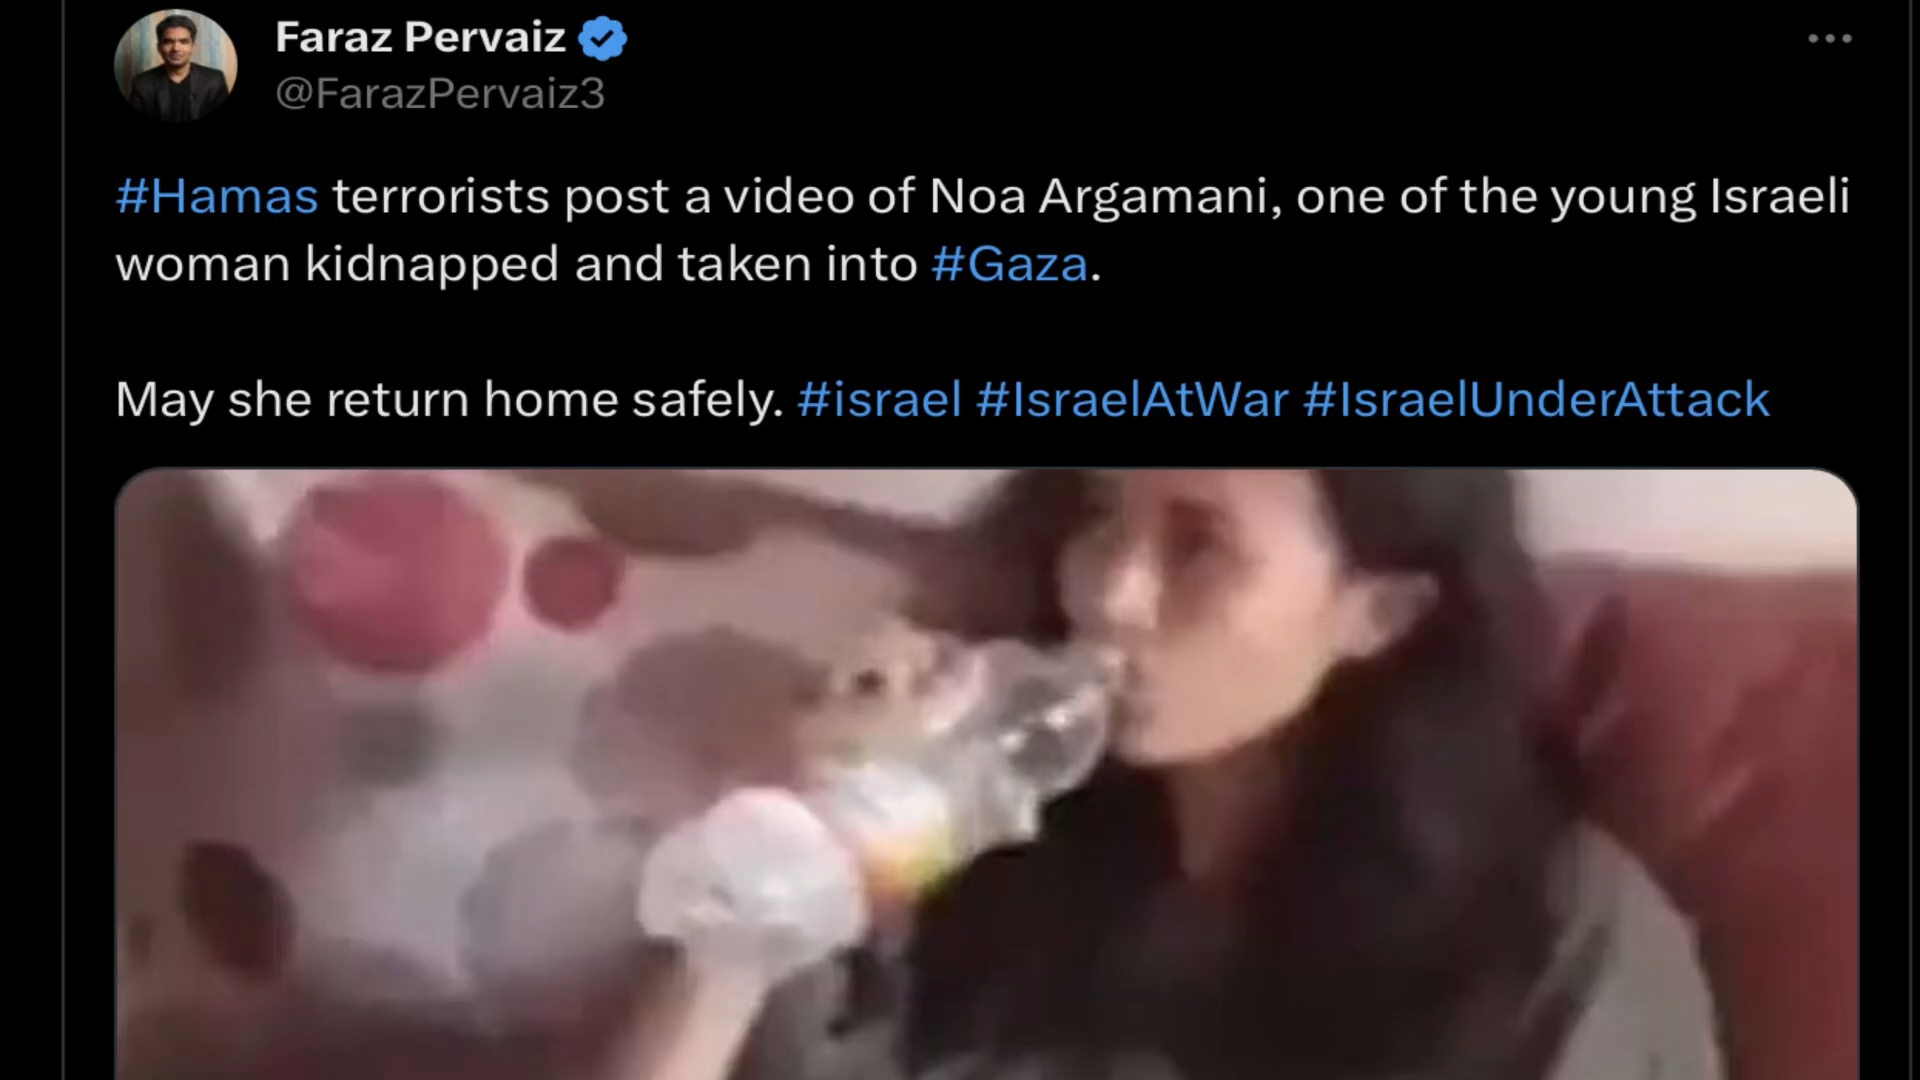 Faraz Pervaiz
@FarazPervaiz3
#Hamas terrorists post a video of Noa Argamani, one of the young Israeli
woman kidnapped and taken into #Gaza.
May she return home safely. #israel #IsraelAtWar #IsraelUnderAttack